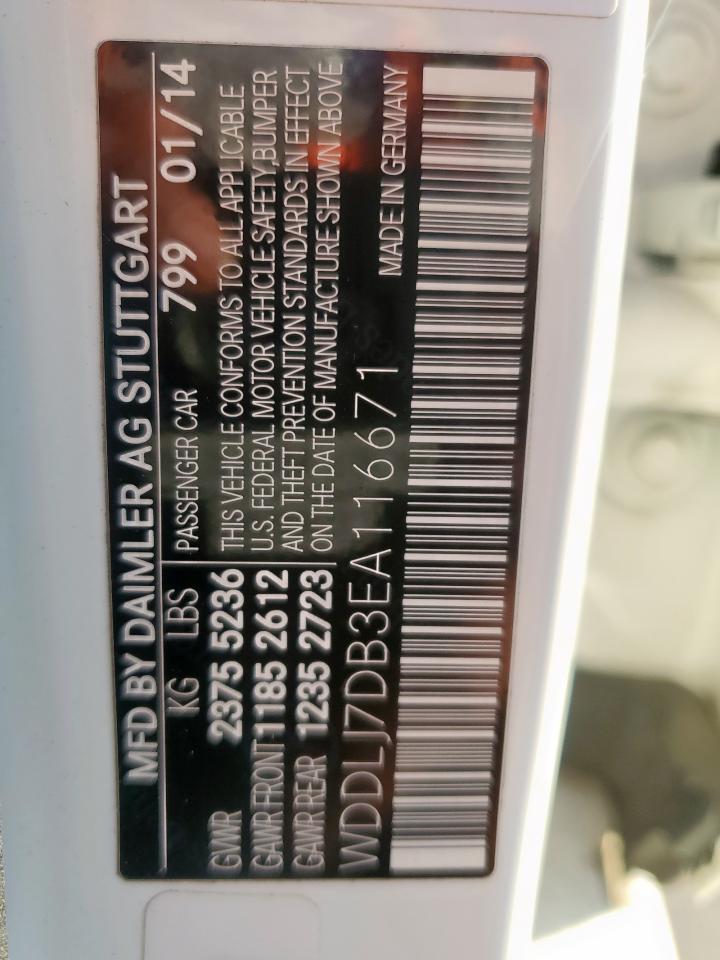 MFD BY DAIMLER AG STUTTGART
KG LBS PASSENGER CAR 799 01/14
GVWR 2375 5236 THIS VEHICLE CONFORMS TO ALL APPLICABLE
GAWR FRONT 1185 2612 U.S. FEDERAL MOTOR VEHICLE SAFETY,BUMPER
GAWR REAR 1235 2723 AND THEFT PREVENTION STANDARDS IN EFFECT
ON THE DATE OF MANUFACTURE SHOWN ABOVE
WDDLJ7DB3EA116671 MADE IN GERMANY